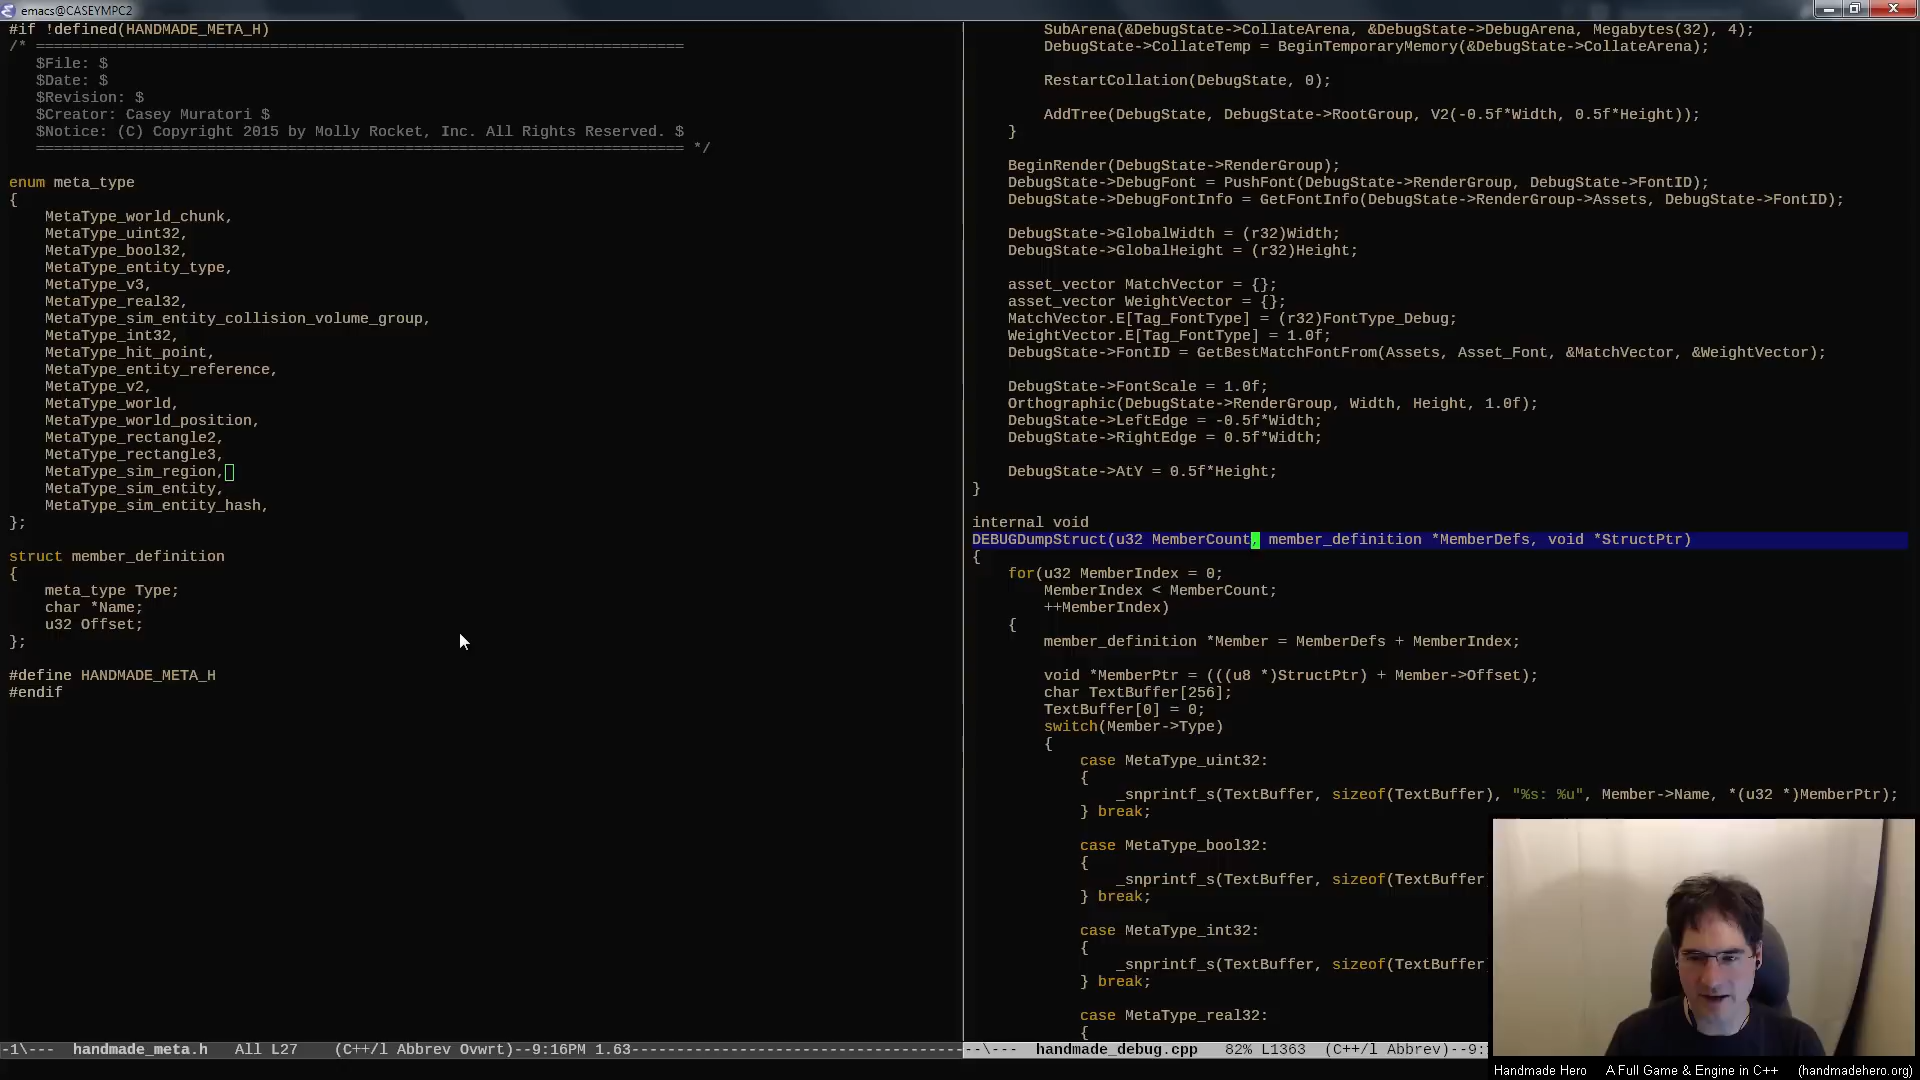 emacs@CASEYMPC2
#if !defined(HANDMADE_META_H)
/* ========================================================================
$File: $
$Date: $
$Revision: $
$Creator: Casey Muratori $
$Notice: (C) Copyright 2015 by Molly Rocket, Inc. All Rights Reserved. $
======================================================================== */
enum meta_type
{
MetaType_world_chunk,
MetaType_uint32,
MetaType_bool32,
MetaType_entity_type,
MetaType_v3,
MetaType_real32,
MetaType_sim_entity_collision_volume_group,
MetaType_int32,
MetaType_hit_point,
MetaType_entity_reference,
MetaType_v2,
MetaType_world,
MetaType_world_position,
MetaType_rectangle2,
MetaType_rectangle3,
MetaType_sim_region,
MetaType_sim_entity,
MetaType_sim_entity_hash,
};
struct member_definition
{
meta_type Type;
char *Name;
u32 Offset;
};
#define HANDMADE_META_H
#endif
-1\--- handmade_meta.h All L27 (C++/l Abbrev Ovwrt)--9:16PM 1.63
SubArena(&DebugState->CollateArena, &DebugState->DebugArena, Megabytes(32), 4);
DebugState->CollateTemp = BeginTemporaryMemory(&DebugState->CollateArena);
RestartCollation(DebugState, 0);
AddTree(DebugState, DebugState->RootGroup, V2(-0.5f*Width, 0.5f*Height));
}
BeginRender(DebugState->RenderGroup);
DebugState->DebugFont = PushFont(DebugState->RenderGroup, DebugState->FontID);
DebugState->DebugFontInfo = GetFontInfo(DebugState->RenderGroup->Assets, DebugState->FontID);
DebugState->GlobalWidth = (r32)Width;
DebugState->GlobalHeight = (r32)Height;
asset_vector MatchVector = {};
asset_vector WeightVector = {};
MatchVector.E[Tag_FontType] = (r32)FontType_Debug;
WeightVector.E[Tag_FontType] = 1.0f;
DebugState->FontID = GetBestMatchFontFrom(Assets, Asset_Font, &MatchVector, &WeightVector);
DebugState->FontScale = 1.0f;
Orthographic(DebugState->RenderGroup, Width, Height, 1.0f);
DebugState->LeftEdge = -0.5f*Width;
DebugState->RightEdge = 0.5f*Width;
DebugState->AtY = 0.5f*Height;
}
internal void
DEBUGDumpStruct(u32 MemberCount, member_definition *MemberDefs, void *StructPtr)
{
for(u32 MemberIndex = 0;
MemberIndex < MemberCount;
++MemberIndex)
{
member_definition *Member = MemberDefs + MemberIndex;
void *MemberPtr = (((u8 *)StructPtr) + Member->Offset);
char TextBuffer[256];
TextBuffer[0] = 0;
switch(Member->Type)
{
case MetaType_uint32:
{
_snprintf_s(TextBuffer, sizeof(TextBuffer), "%s: %u", Member->Name, *(u32 *)MemberPtr);
} break;
case MetaType_bool32:
{
_snprintf_s(TextBuffer, sizeof(TextBuffer)
} break;
case MetaType_int32:
{
_snprintf_s(TextBuffer, sizeof(TextBuffer)
} break;
case MetaType_real32:
{
--\--- handmade_debug.cpp 82% L1363 (C++/l Abbrev)--9:
Handmade Hero A Full Game & Engine in C++ (handmadehero.org)